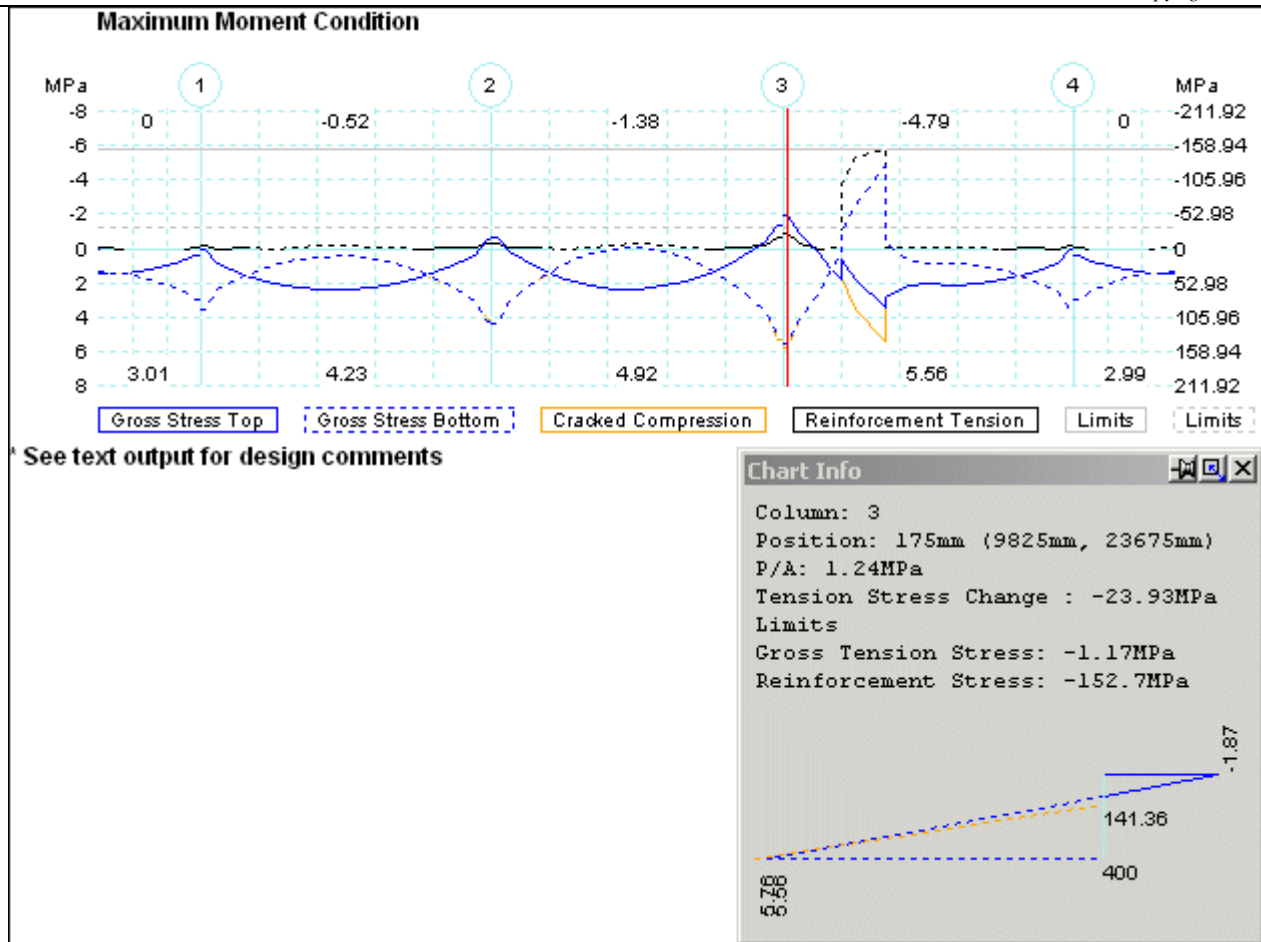 Maximum Moment Condition
MPa 1 2 3 4 MPa
-8 0 -0.52 -1.38 -4.79 0 -211.92
-6 -158.94
-4 -105.96
-2 -52.98
0 0
2 52.98
4 105.96
6 158.94
8 3.01 4.23 4.92 5.56 2.99 211.92
Gross Stress Top Gross Stress Bottom Cracked Compression Reinforcement Tension Limits Limits
* See text output for design comments
Chart Info
Column: 3
Position: 175mm (9825mm, 23675mm)
P/A: 1.24MPa
Tension Stress Change : -23.93MPa
Limits
Gross Tension Stress: -1.17MPa
Reinforcement Stress: -152.7MPa
-1.87
141.36
400
5.78
5.56